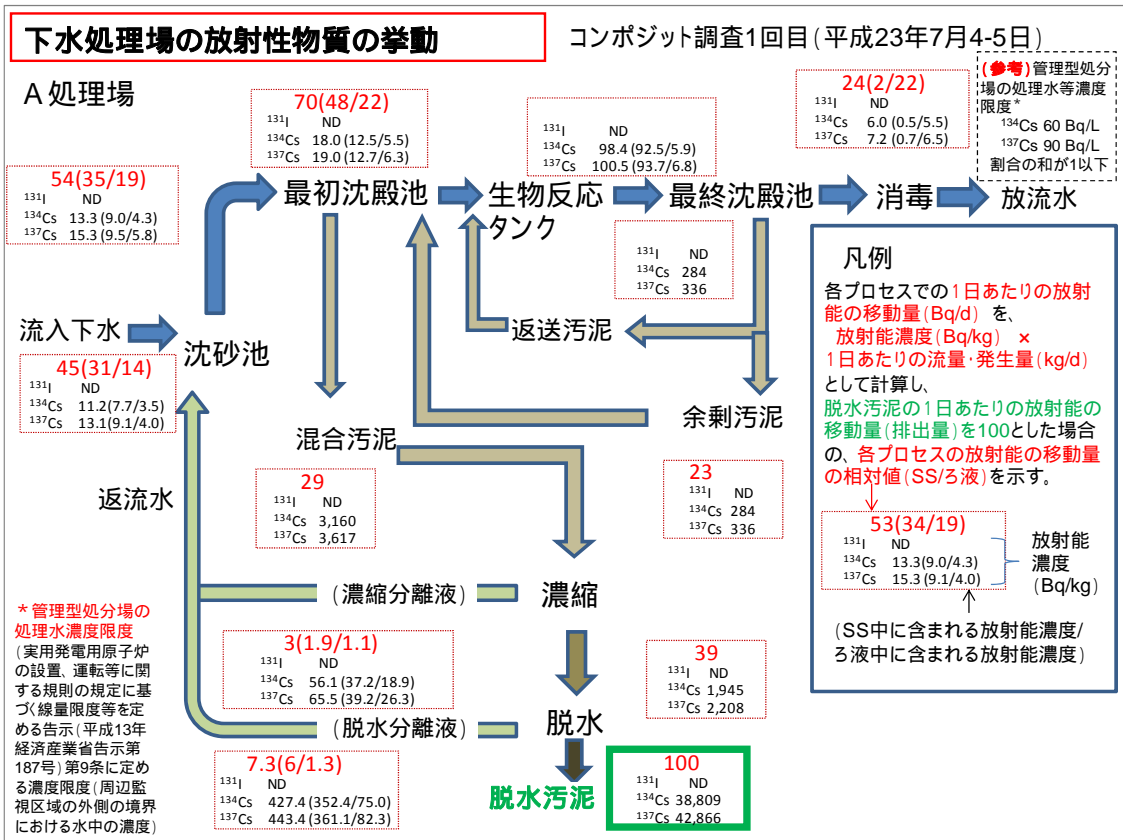 下水処理場の放射性物質の挙動
コンポジット調査1回目(平成23年7月4-5日)
A処理場
(参考)管理型処分
場の処理水等濃度
限度*
134Cs 60 Bq/L
137Cs 90 Bq/L
割合の和が1以下
54(35/19)
131I ND
134Cs 13.3 (9.0/4.3)
137Cs 15.3 (9.5/5.8)
70(48/22)
131I ND
134Cs 18.0 (12.5/5.5)
137Cs 19.0 (12.7/6.3)
131I ND
134Cs 98.4 (92.5/5.9)
137Cs 100.5 (93.7/6.8)
24(2/22)
131I ND
134Cs 6.0 (0.5/5.5)
137Cs 7.2 (0.7/6.5)
最初沈殿池
生物反応
タンク
最終沈殿池
消毒
放流水
131I ND
134Cs 284
137Cs 336
流入下水
沈砂池
返送汚泥
45(31/14)
131I ND
134Cs 11.2(7.7/3.5)
137Cs 13.1(9.1/4.0)
混合汚泥
余剰汚泥
返流水
29
131I ND
134Cs 3,160
137Cs 3,617
23
131I ND
134Cs 284
137Cs 336
(濃縮分離液)
濃縮
3(1.9/1.1)
131I ND
134Cs 56.1 (37.2/18.9)
137Cs 65.5 (39.2/26.3)
39
131I ND
134Cs 1,945
137Cs 2,208
(脱水分離液)
脱水
7.3(6/1.3)
131I ND
134Cs 427.4 (352.4/75.0)
137Cs 443.4 (361.1/82.3)
脱水汚泥
100
131I ND
134Cs 38,809
137Cs 42,866
*管理型処分場の
処理水濃度限度
(実用発電用原子炉
の設置、運転等に関
する規則の規定に基
づく線量限度等を定
める告示(平成13年
経済産業省告示第
187号)第9条に定め
る濃度限度(周辺監
視区域の外側の境界
における水中の濃度)
凡例
各プロセスでの1日あたりの放射
能の移動量(Bq/d) を、
放射能濃度(Bq/kg) ×
1日あたりの流量・発生量(kg/d)
として計算し、
脱水汚泥の1日あたりの放射能の
移動量(排出量)を100とした場合
の、各プロセスの放射能の移動量
の相対値(SS/ろ液)を示す。
53(34/19)
131I ND
134Cs 13.3(9.0/4.3)
137Cs 15.3(9.1/4.0)
放射能
濃度
(Bq/kg)
(SS中に含まれる放射能濃度/
ろ液中に含まれる放射能濃度)